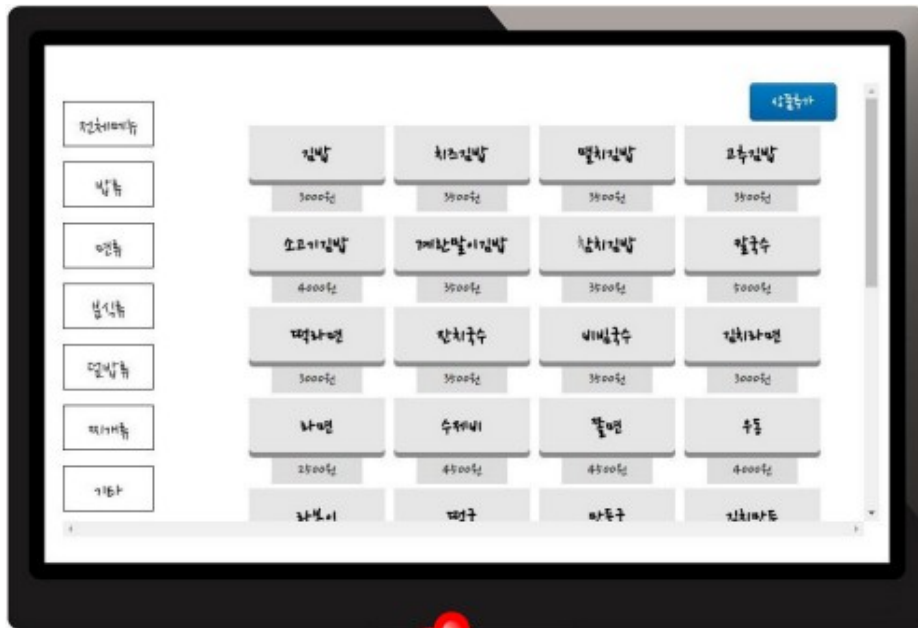 상품추가
전체메뉴
밥류
면류
분식류
덮밥류
찌개류
기타
김밥 치즈김밥 멸치김밥 고추김밥
3000원 3500원 3500원 3500원
소고기김밥 계란말이김밥 참치김밥 칼국수
4000원 3500원 3500원 5000원
떡라면 잔치국수 비빔국수 김치라면
3000원 3500원 3500원 3000원
라면 수제비 쫄면 우동
2500원 4500원 4500원 4000원
라볶이 떡국 만둣국 김치만두